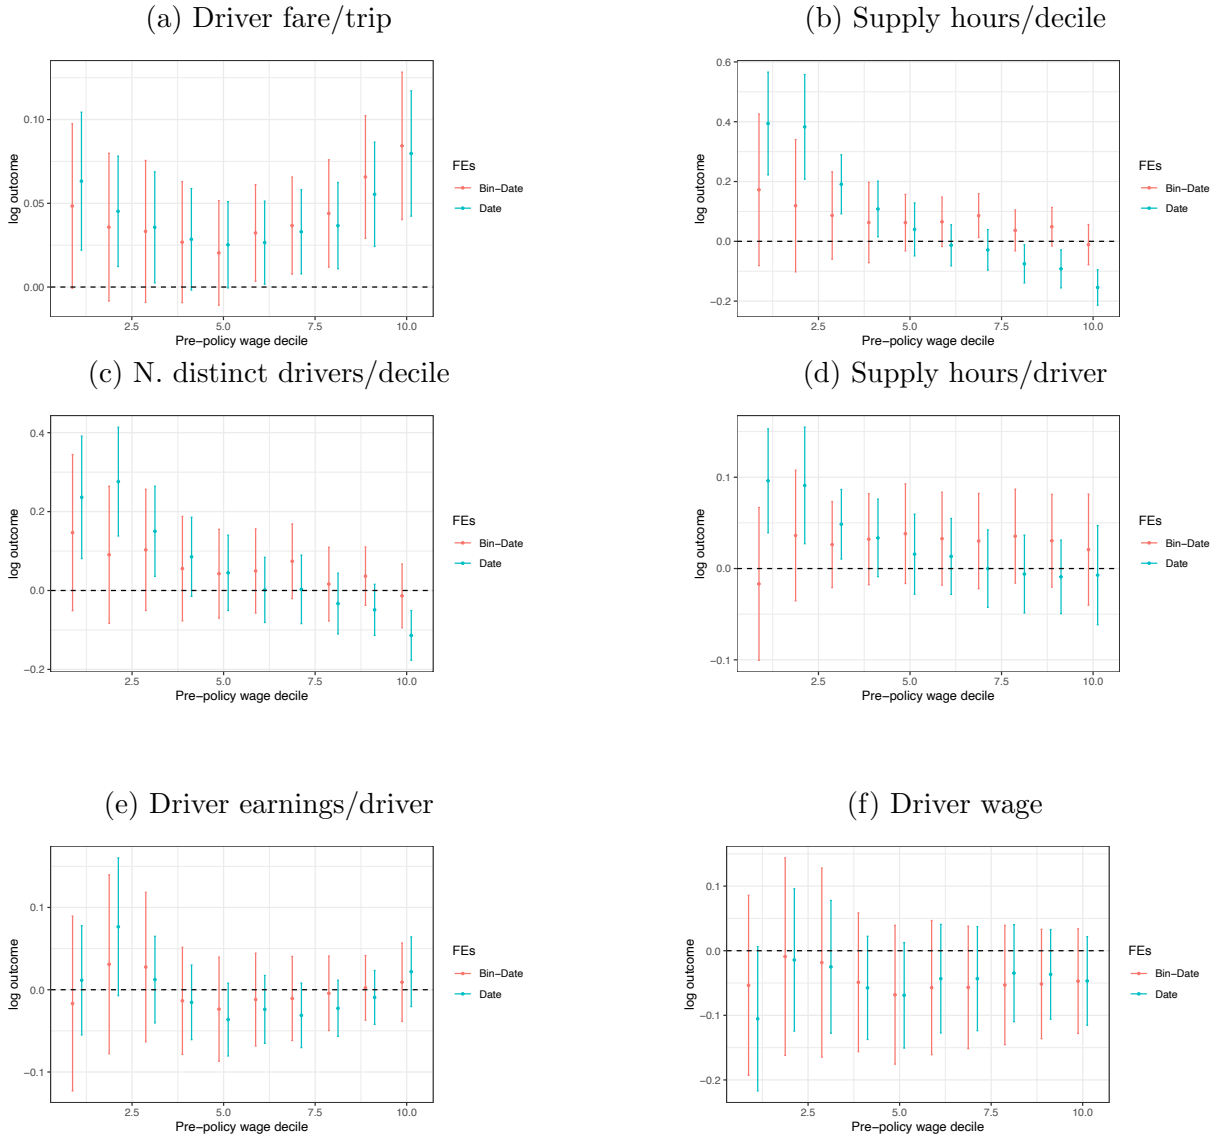 (a) Driver fare/trip
log outcome
0.10
0.05
0.00
2.5 5.0 7.5 10.0
Pre−policy wage decile
FEs
Bin−Date
Date
(b) Supply hours/decile
log outcome
0.6
0.4
0.2
0.0
−0.2
2.5 5.0 7.5 10.0
Pre−policy wage decile
FEs
Bin−Date
Date
(c) N. distinct drivers/decile
log outcome
0.4
0.2
0.0
−0.2
2.5 5.0 7.5 10.0
Pre−policy wage decile
FEs
Bin−Date
Date
(d) Supply hours/driver
log outcome
0.1
0.0
−0.1
2.5 5.0 7.5 10.0
Pre−policy wage decile
FEs
Bin−Date
Date
(e) Driver earnings/driver
log outcome
0.1
0.0
−0.1
2.5 5.0 7.5 10.0
Pre−policy wage decile
FEs
Bin−Date
Date
(f) Driver wage
log outcome
0.1
0.0
−0.1
−0.2
2.5 5.0 7.5 10.0
Pre−policy wage decile
FEs
Bin−Date
Date